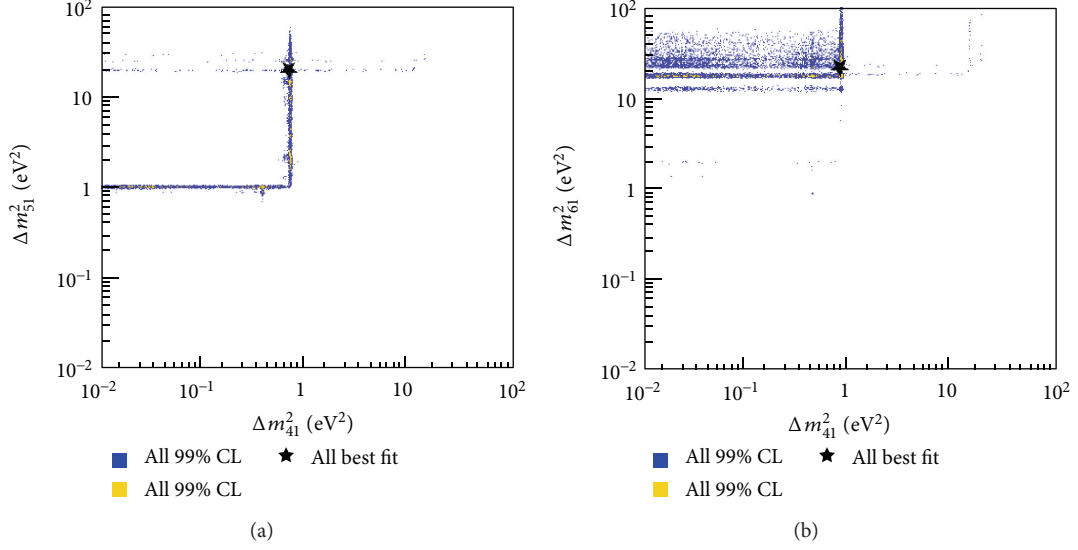 10²
10
1
10⁻¹
10⁻²
Δm²₅₁ (eV²)
10⁻² 10⁻¹ 1 10 10²
Δm²₄₁ (eV²)
All 99% CL ★ All best fit
All 99% CL
(a)
10²
10
1
10⁻¹
10⁻²
Δm²₆₁ (eV²)
10⁻² 10⁻¹ 1 10 10²
Δm²₄₁ (eV²)
All 99% CL ★ All best fit
All 99% CL
(b)